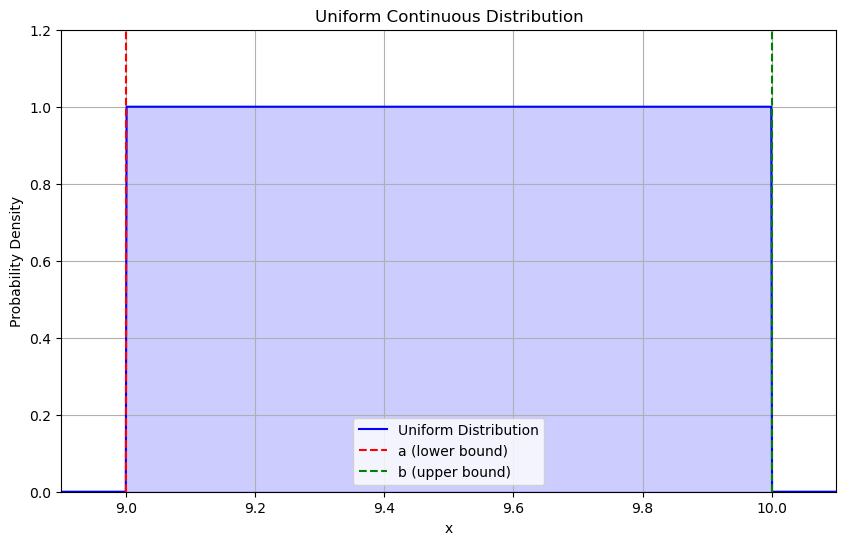 Uniform Continuous Distribution
Probability Density
1.2
1.0
0.8
0.6
0.4
0.2
0.0
Uniform Distribution
a (lower bound)
b (upper bound)
9.0 9.2 9.4 9.6 9.8 10.0
x